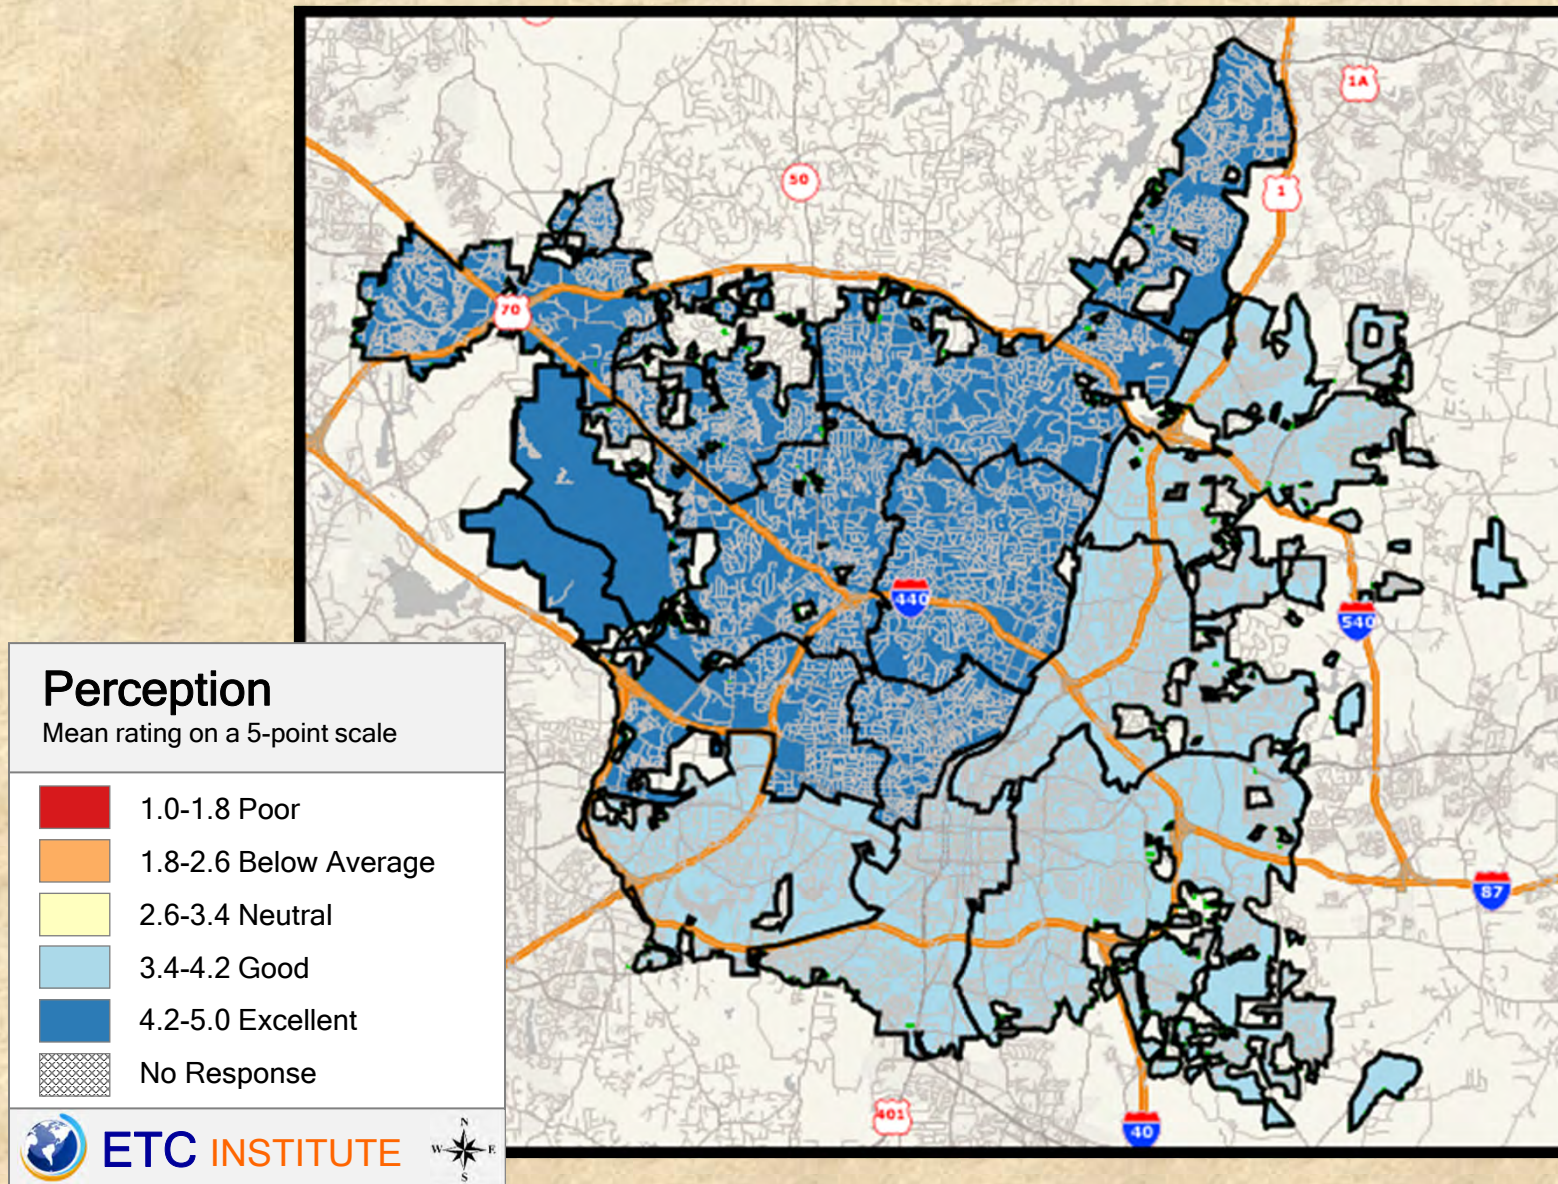 1A
50
1
70
440
540
87
401
40
Perception
Mean rating on a 5-point scale
1.0-1.8 Poor
1.8-2.6 Below Average
2.6-3.4 Neutral
3.4-4.2 Good
4.2-5.0 Excellent
No Response
ETC INSTITUTE
N
W E
S